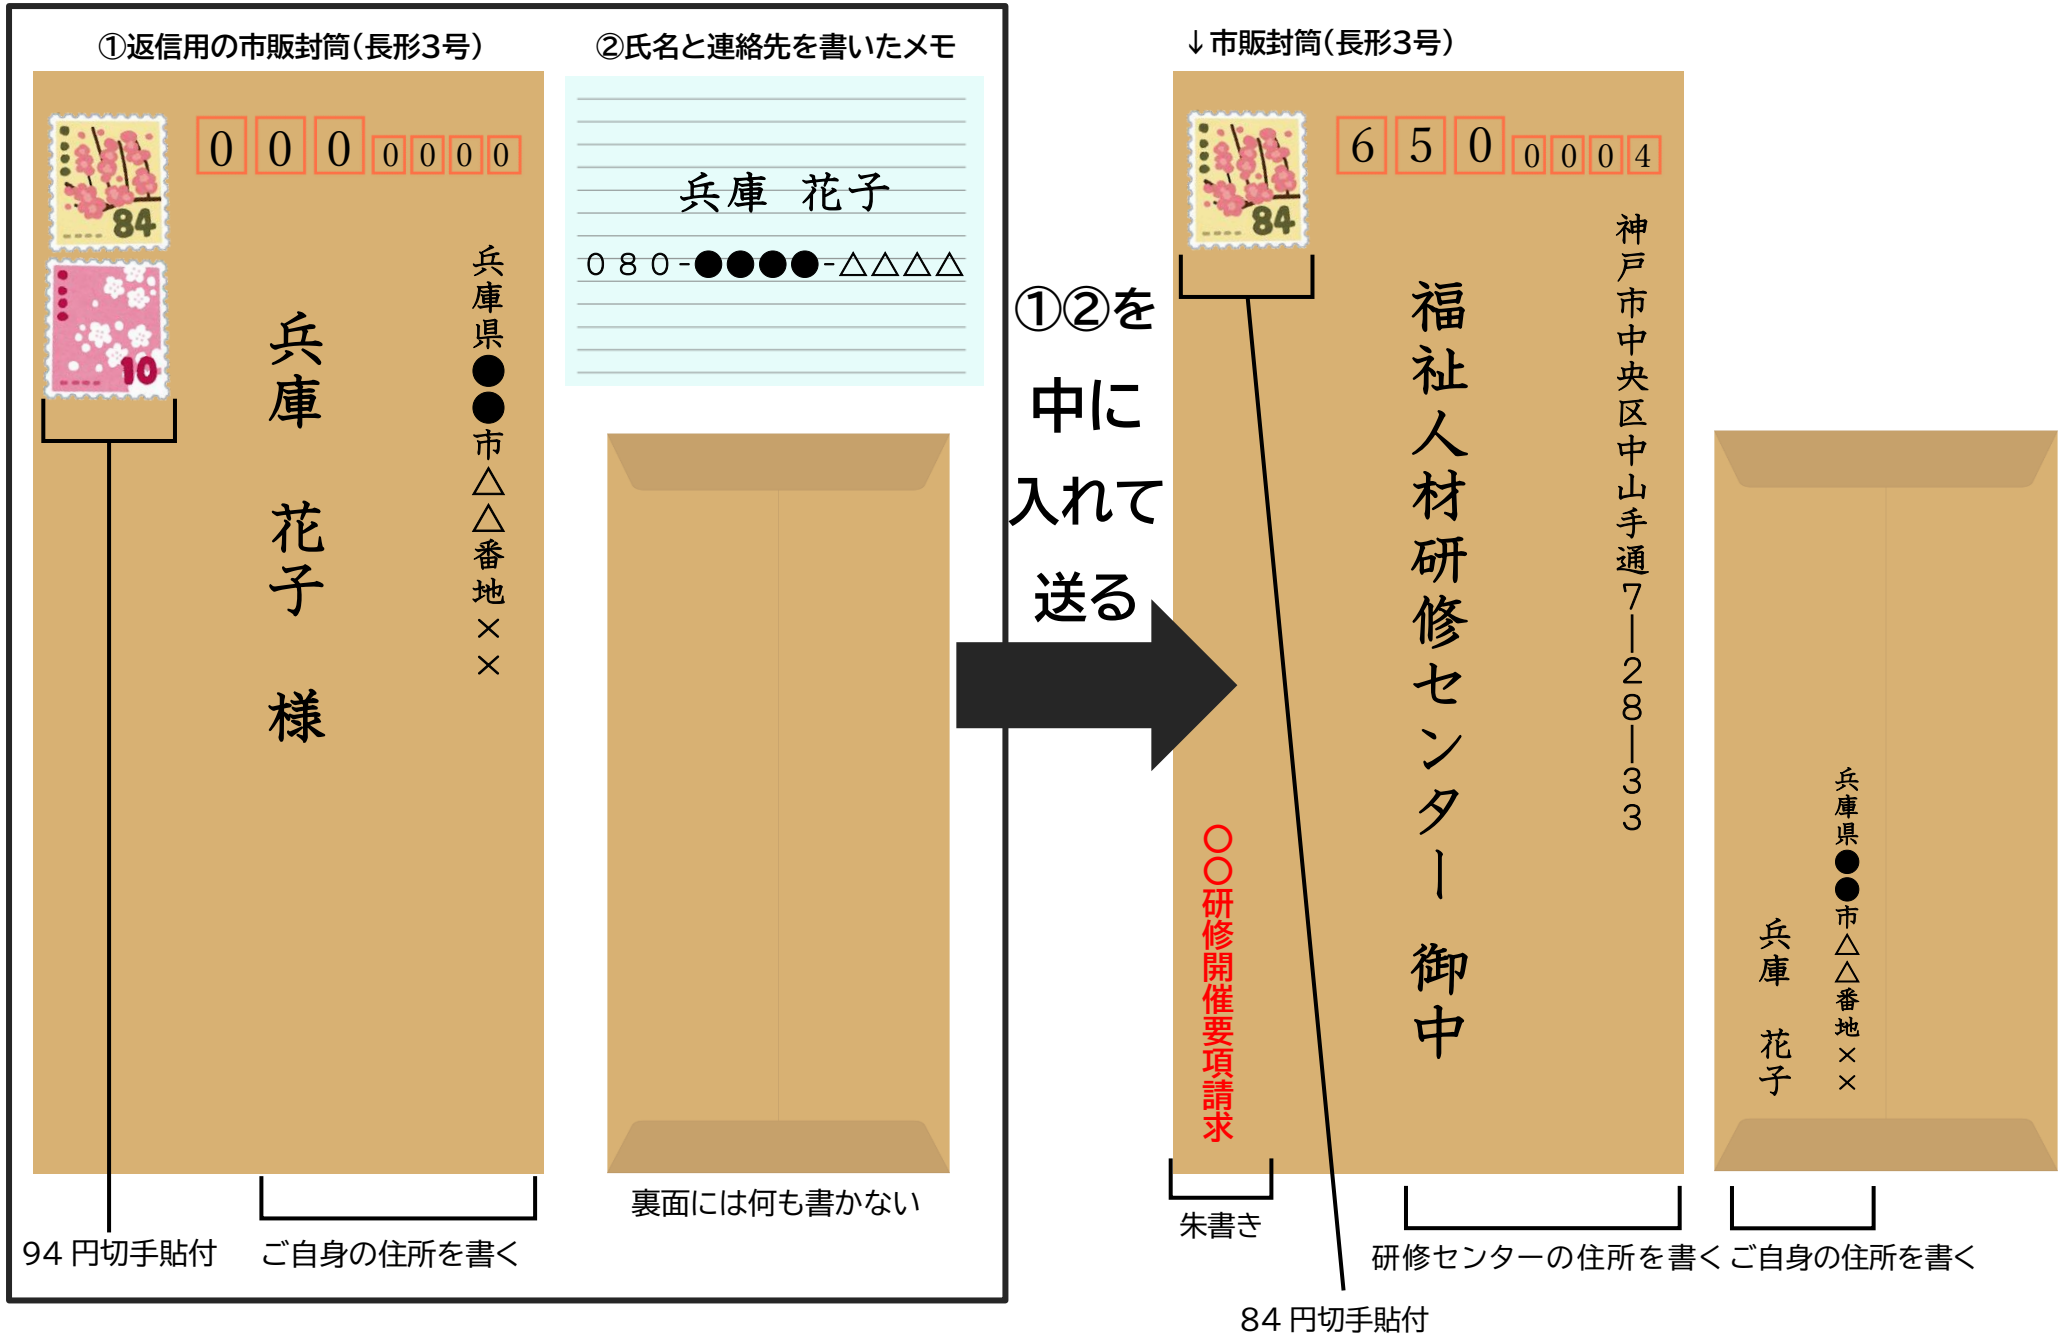 ①返信用の市販封筒（長形３号）
84
10
000 0000
兵庫県●●市△△番地××
兵庫　花子　様
94 円切手貼付
ご自身の住所を書く
②氏名と連絡先を書いたメモ
兵庫　花子
０８０-●●●●-△△△△
裏面には何も書かない
①②を
中に
入れて
送る
↓市販封筒（長形３号）
84
650 0004
神戸市中央区中山手通７―２８―３３
福祉人材研修センター　御中
〇〇研修開催要項請求
朱書き
84 円切手貼付
研修センターの住所を書く
兵庫県●●市△△番地××
兵庫　花子
ご自身の住所を書く